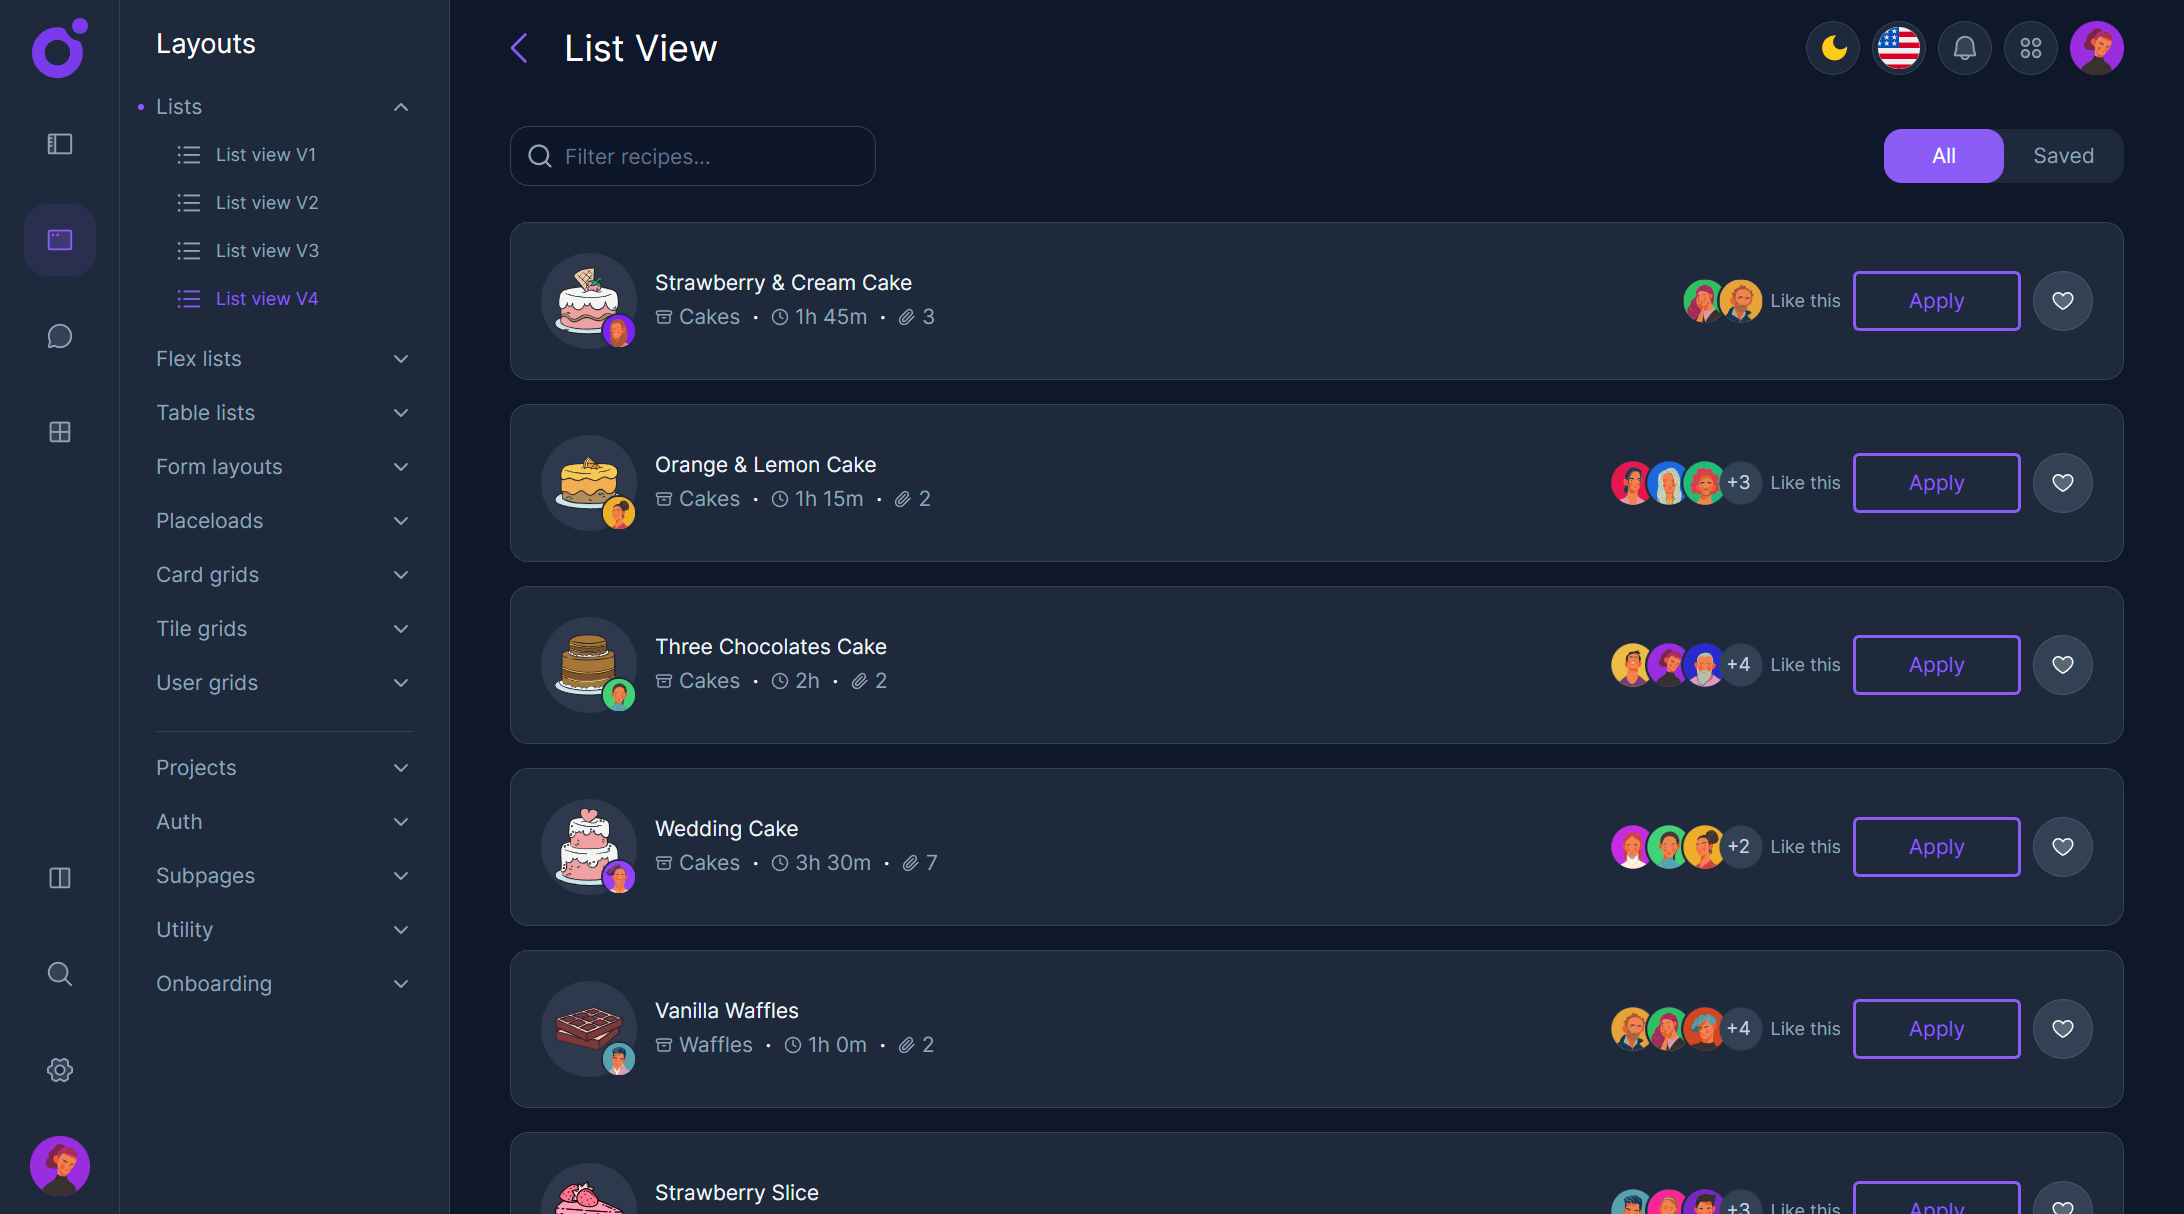 Layouts
Lists
List view V1
List view V2
List view V3
List view V4
Flex lists
Table lists
Form layouts
Placeloads
Card grids
Tile grids
User grids
Projects
Auth
Subpages
Utility
Onboarding
List View
Filter recipes...
All
Saved
Strawberry & Cream Cake
Cakes · 1h 45m · 3
Like this
Apply
Orange & Lemon Cake
Cakes · 1h 15m · 2
+3
Like this
Apply
Three Chocolates Cake
Cakes · 2h · 2
+4
Like this
Apply
Wedding Cake
Cakes · 3h 30m · 7
+2
Like this
Apply
Vanilla Waffles
Waffles · 1h 0m · 2
+4
Like this
Apply
Strawberry Slice
+3
Like this
Apply